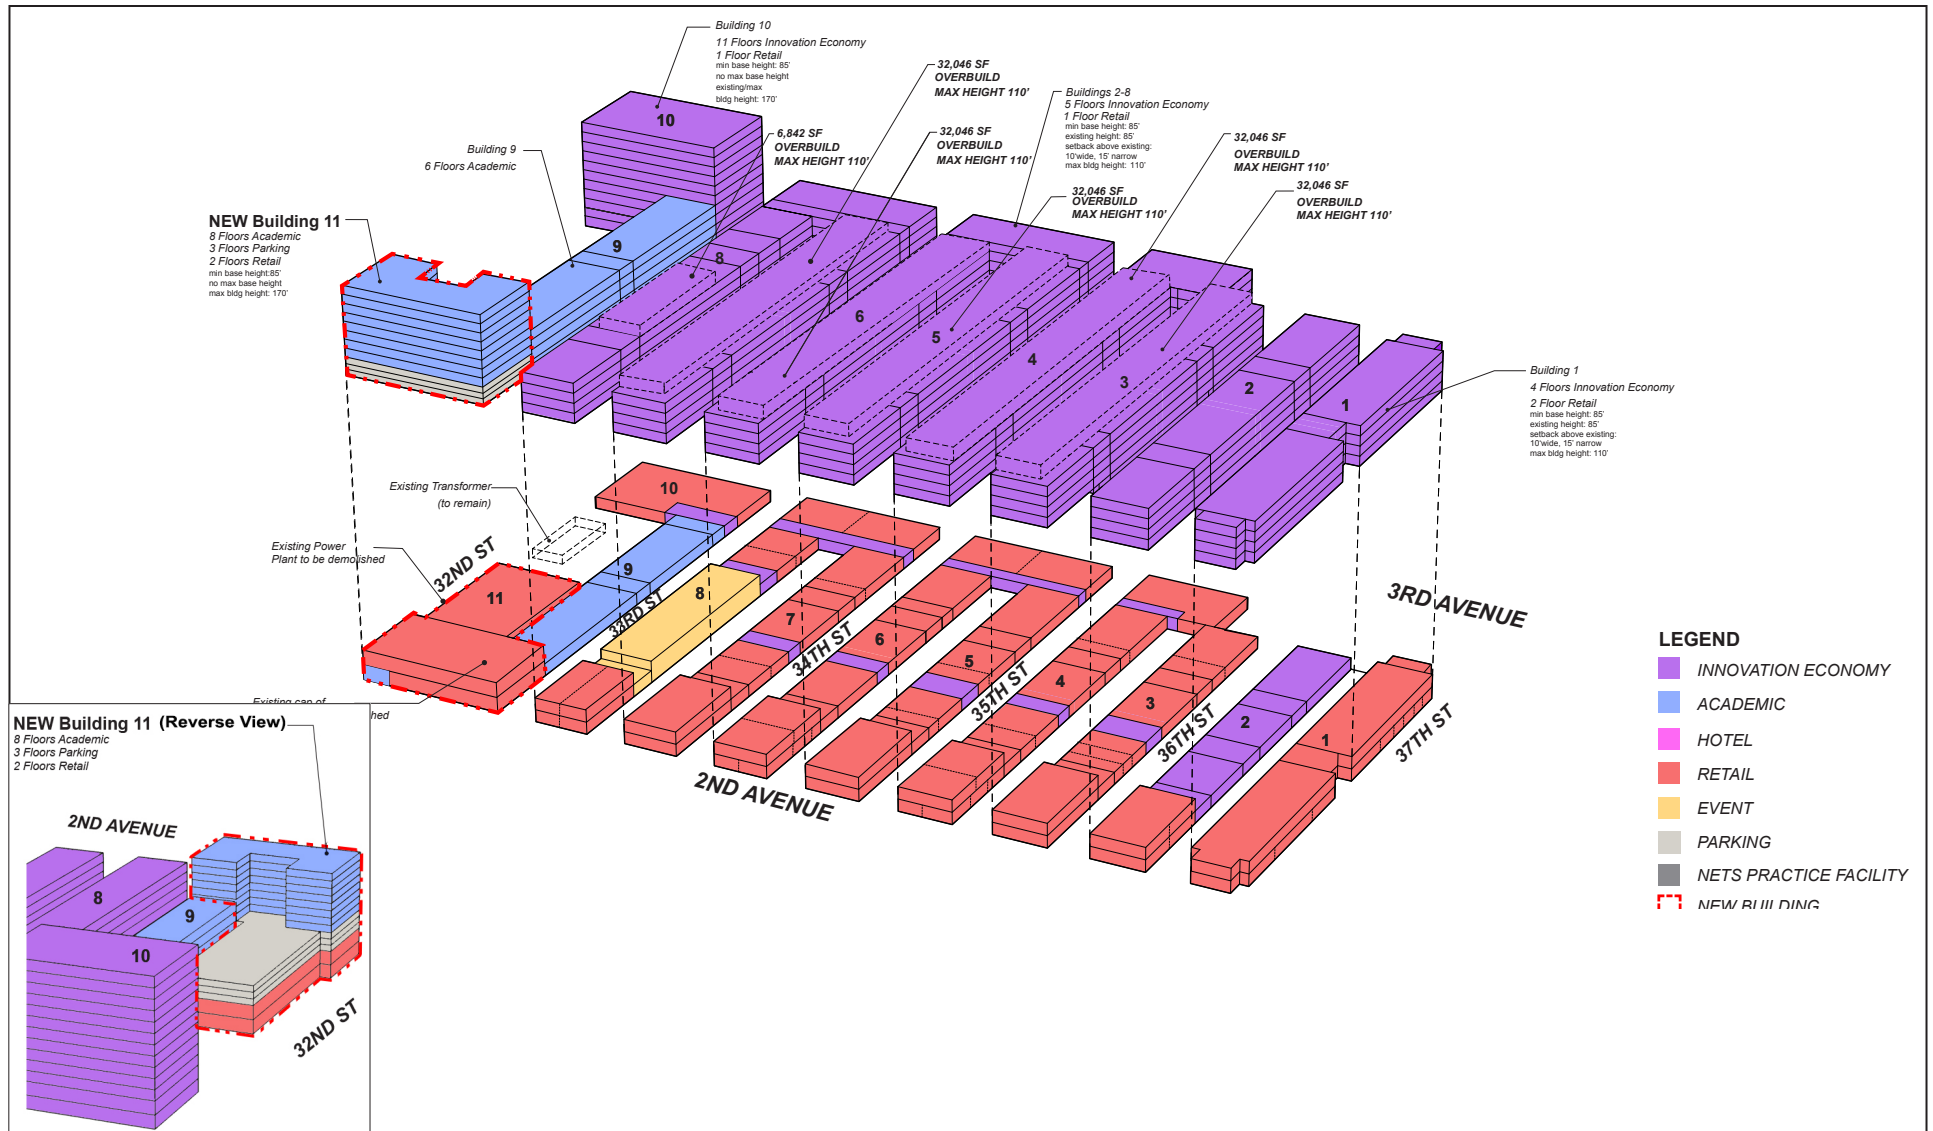 Building 10
11 Floors Innovation Economy
1 Floor Retail
min base height: 85'
no max base height
existing/max
bldg height: 170'
32,046 SF
OVERBUILD
MAX HEIGHT 110'
Buildings 2-8
5 Floors Innovation Economy
1 Floor Retail
min base height: 85'
existing height: 85'
setback above existing:
10'wide, 15' narrow
max bldg height: 110'
6,842 SF
OVERBUILD
MAX HEIGHT 110'
32,046 SF
OVERBUILD
MAX HEIGHT 110'
32,046 SF
OVERBUILD
MAX HEIGHT 110'
32,046 SF
OVERBUILD
MAX HEIGHT 110'
32,046 SF
OVERBUILD
MAX HEIGHT 110'
Building 9
6 Floors Academic
NEW Building 11
8 Floors Academic
3 Floors Parking
2 Floors Retail
min base height:85'
no max base height
max bldg height: 170'
10
9
8
6
5
4
3
2
1
Building 1
4 Floors Innovation Economy
2 Floor Retail
min base height: 85'
existing height: 85'
setback above existing:
10'wide, 15' narrow
max bldg height: 110'
Existing Transformer
(to remain)
Existing Power
Plant to be demolished
32ND ST
10
11
9
33RD ST
8
7
34TH ST
6
5
35TH ST
4
3
36TH ST
2
1
37TH ST
3RD AVENUE
2ND AVENUE
Existing cap of
hed
NEW Building 11 (Reverse View)
8 Floors Academic
3 Floors Parking
2 Floors Retail
2ND AVENUE
8
9
10
32ND ST
LEGEND
INNOVATION ECONOMY
ACADEMIC
HOTEL
RETAIL
EVENT
PARKING
NETS PRACTICE FACILITY
NEW BUILDING